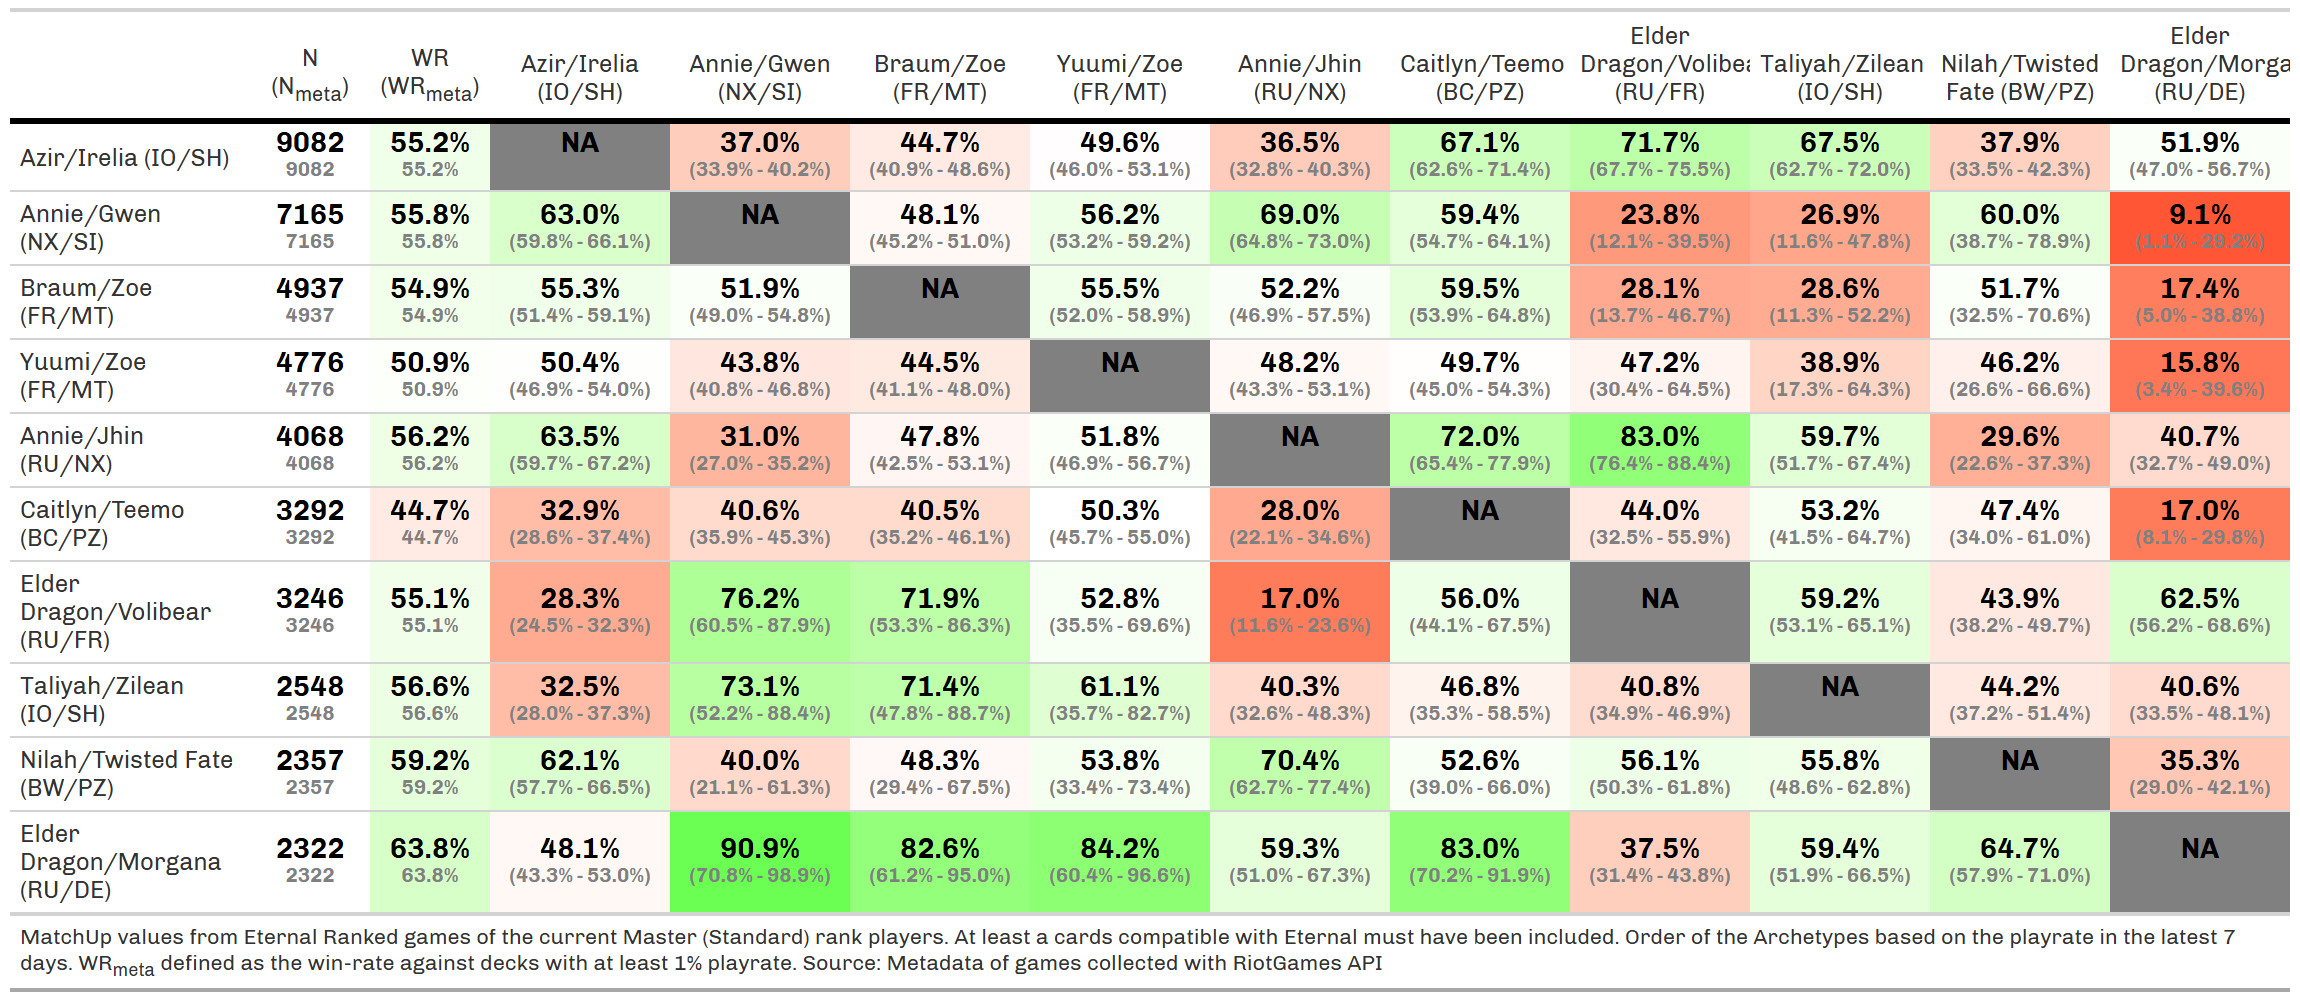 N (N_meta) WR (WR_meta) Azir/Irelia (IO/SH) Annie/Gwen (NX/SI) Braum/Zoe (FR/MT) Yuumi/Zoe (FR/MT) Annie/Jhin (RU/NX) Caitlyn/Teemo (BC/PZ) Elder Dragon/Volibea (RU/FR) Taliyah/Zilean (IO/SH) Nilah/Twisted Fate (BW/PZ) Elder Dragon/Morga (RU/DE)
Azir/Irelia (IO/SH) 9082 55.2% NA 37.0% 44.7% 49.6% 36.5% 67.1% 71.7% 67.5% 37.9% 51.9%
9082 55.2% (33.9% - 40.2%) (40.9% - 48.6%) (46.0% - 53.1%) (32.8% - 40.3%) (62.6% - 71.4%) (67.7% - 75.5%) (62.7% - 72.0%) (33.5% - 42.3%) (47.0% - 56.7%)
Annie/Gwen 7165 55.8% 63.0% NA 48.1% 56.2% 69.0% 59.4% 23.8% 26.9% 60.0% 9.1%
(NX/SI) 7165 55.8% (59.8% - 66.1%) (45.2% - 51.0%) (53.2% - 59.2%) (64.8% - 73.0%) (54.7% - 64.1%) (12.1% - 39.5%) (11.6% - 47.8%) (38.7% - 78.9%) (1.1% - 29.2%)
Braum/Zoe 4937 54.9% 55.3% 51.9% NA 55.5% 52.2% 59.5% 28.1% 28.6% 51.7% 17.4%
(FR/MT) 4937 54.9% (51.4% - 59.1%) (49.0% - 54.8%) (52.0% - 58.9%) (46.9% - 57.5%) (53.9% - 64.8%) (13.7% - 46.7%) (11.3% - 52.2%) (32.5% - 70.6%) (5.0% - 38.8%)
Yuumi/Zoe 4776 50.9% 50.4% 43.8% 44.5% NA 48.2% 49.7% 47.2% 38.9% 46.2% 15.8%
(FR/MT) 4776 50.9% (46.9% - 54.0%) (40.8% - 46.8%) (41.1% - 48.0%) (43.3% - 53.1%) (45.0% - 54.3%) (30.4% - 64.5%) (17.3% - 64.3%) (26.6% - 66.6%) (3.4% - 39.6%)
Annie/Jhin 4068 56.2% 63.5% 31.0% 47.8% 51.8% NA 72.0% 83.0% 59.7% 29.6% 40.7%
(RU/NX) 4068 56.2% (59.7% - 67.2%) (27.0% - 35.2%) (42.5% - 53.1%) (46.9% - 56.7%) (65.4% - 77.9%) (76.4% - 88.4%) (51.7% - 67.4%) (22.6% - 37.3%) (32.7% - 49.0%)
Caitlyn/Teemo 3292 44.7% 32.9% 40.6% 40.5% 50.3% 28.0% NA 44.0% 53.2% 47.4% 17.0%
(BC/PZ) 3292 44.7% (28.6% - 37.4%) (35.9% - 45.3%) (35.2% - 46.1%) (45.7% - 55.0%) (22.1% - 34.6%) (32.5% - 55.9%) (41.5% - 64.7%) (34.0% - 61.0%) (8.1% - 29.8%)
Elder
Dragon/Volibear 3246 55.1% 28.3% 76.2% 71.9% 52.8% 17.0% 56.0% NA 59.2% 43.9% 62.5%
(RU/FR) 3246 55.1% (24.5% - 32.3%) (60.5% - 87.9%) (53.3% - 86.3%) (35.5% - 69.6%) (11.6% - 23.6%) (44.1% - 67.5%) (53.1% - 65.1%) (38.2% - 49.7%) (56.2% - 68.6%)
Taliyah/Zilean 2548 56.6% 32.5% 73.1% 71.4% 61.1% 40.3% 46.8% 40.8% NA 44.2% 40.6%
(IO/SH) 2548 56.6% (28.0% - 37.3%) (52.2% - 88.4%) (47.8% - 88.7%) (35.7% - 82.7%) (32.6% - 48.3%) (35.3% - 58.5%) (34.9% - 46.9%) (37.2% - 51.4%) (33.5% - 48.1%)
Nilah/Twisted Fate 2357 59.2% 62.1% 40.0% 48.3% 53.8% 70.4% 52.6% 56.1% 55.8% NA 35.3%
(BW/PZ) 2357 59.2% (57.7% - 66.5%) (21.1% - 61.3%) (29.4% - 67.5%) (33.4% - 73.4%) (62.7% - 77.4%) (39.0% - 66.0%) (50.3% - 61.8%) (48.6% - 62.8%) (29.0% - 42.1%)
Elder
Dragon/Morgana 2322 63.8% 48.1% 90.9% 82.6% 84.2% 59.3% 83.0% 37.5% 59.4% 64.7% NA
(RU/DE) 2322 63.8% (43.3% - 53.0%) (70.8% - 98.9%) (61.2% - 95.0%) (60.4% - 96.6%) (51.0% - 67.3%) (70.2% - 91.9%) (31.4% - 43.8%) (51.9% - 66.5%) (57.9% - 71.0%)
MatchUp values from Eternal Ranked games of the current Master (Standard) rank players. At least a cards compatible with Eternal must have been included. Order of the Archetypes based on the playrate in the latest 7
days. WR_meta defined as the win-rate against decks with at least 1% playrate. Source: Metadata of games collected with RiotGames API